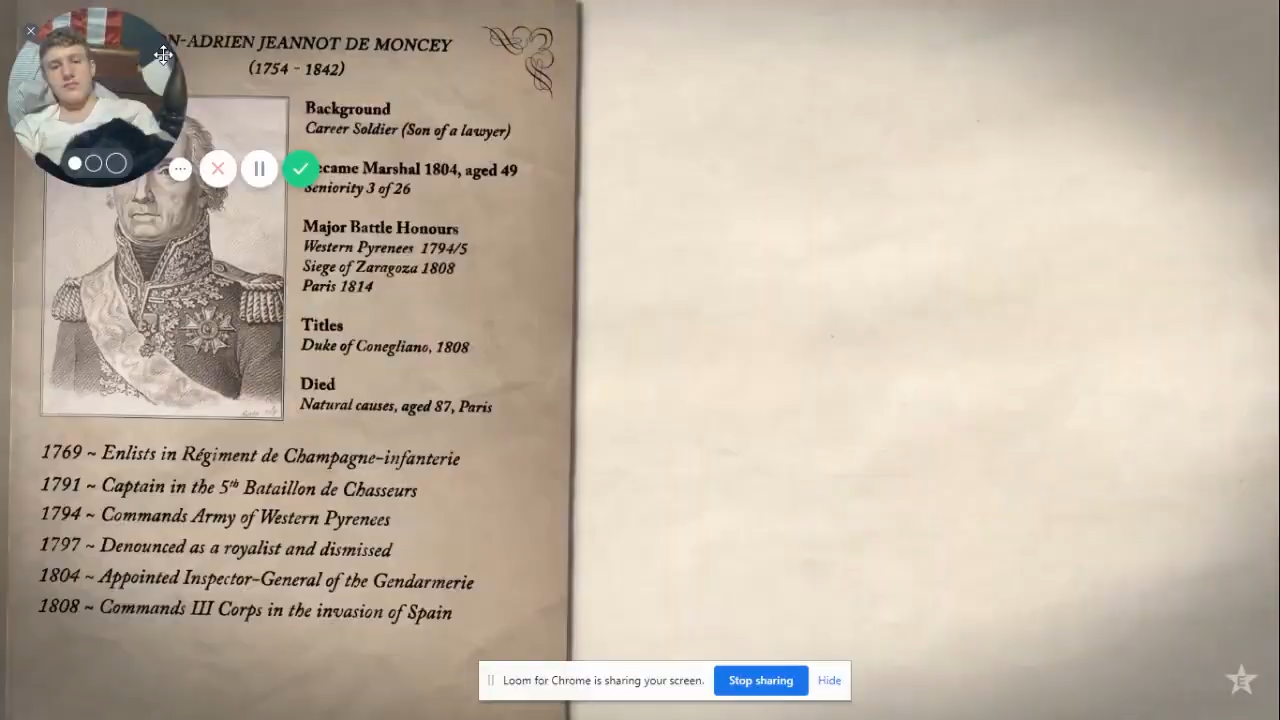 N-ADRIEN JEANNOT DE MONCEY
(1754 - 1842)
Background
Career Soldier (Son of a lawyer)
ecame Marshal 1804, aged 49
Seniority 3 of 26
Major Battle Honours
Western Pyrenees 1794/5
Siege of Zaragoza 1808
Paris 1814
Titles
Duke of Conegliano, 1808
Died
Natural causes, aged 87, Paris
1769 ~ Enlists in Régiment de Champagne-infanterie
1791 ~ Captain in the 5th Bataillon de Chasseurs
1794 ~ Commands Army of Western Pyrenees
1797 ~ Denounced as a royalist and dismissed
1804 ~ Appointed Inspector-General of the Gendarmerie
1808 ~ Commands III Corps in the invasion of Spain
Loom for Chrome is sharing your screen.
Stop sharing
Hide
E